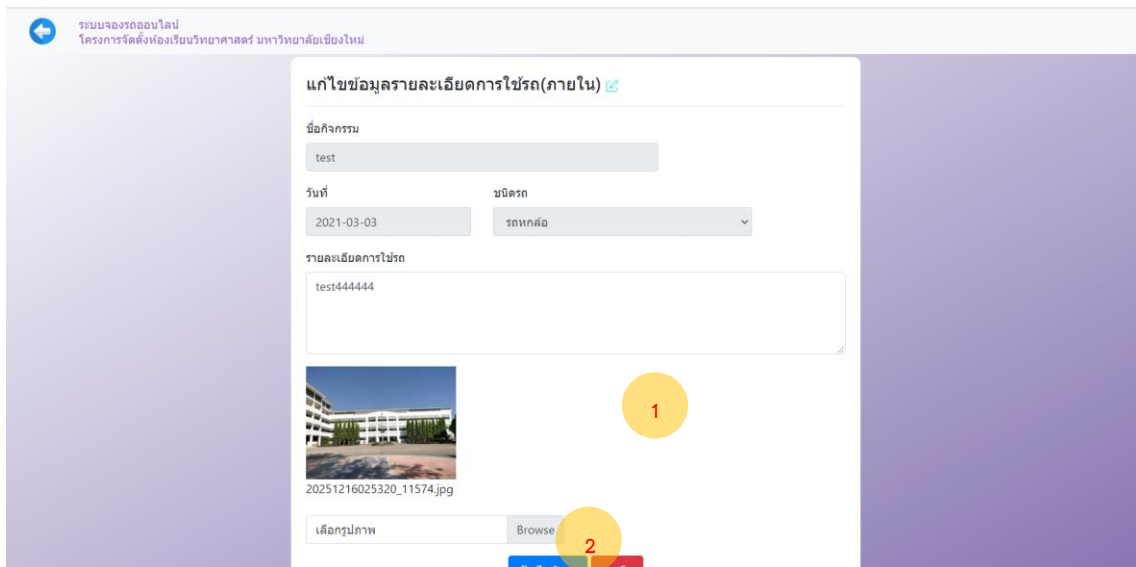 ระบบจองรถออนไลน์
โครงการจัดตั้งห้องเรียนวิทยาศาสตร์ มหาวิทยาลัยเชียงใหม่
แก้ไขข้อมูลรายละเอียดการใช้รถ(ภายใน)
ชื่อกิจกรรม
test
วันที่ ชนิดรถ
2021-03-03 รถหกล้อ
รายละเอียดการใช้รถ
test444444
1
20251216025320_11574.jpg
เลือกรูปภาพ Browse
2